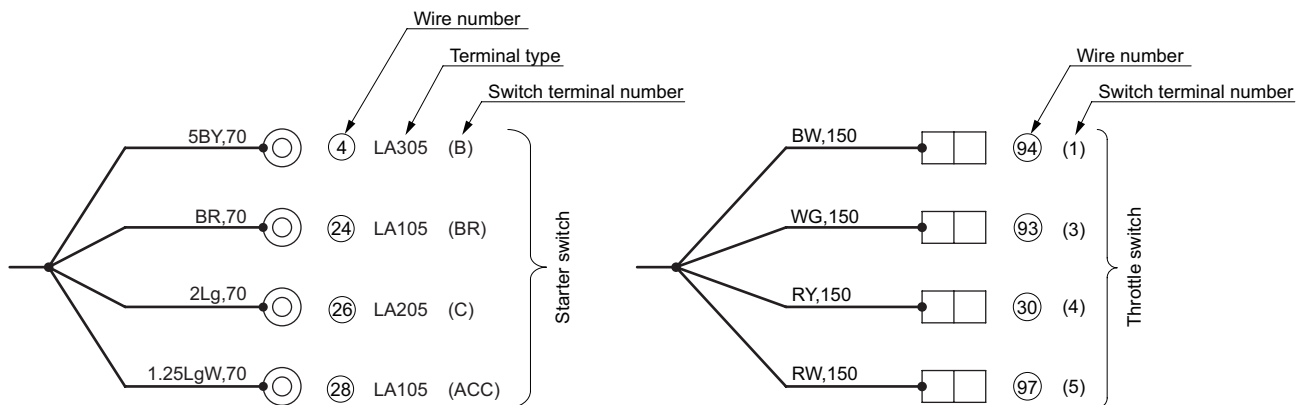 Wire number
Terminal type
Switch terminal number
5BY,70 4 LA305 (B)
BR,70 24 LA105 (BR)
2Lg,70 26 LA205 (C)
1.25LgW,70 28 LA105 (ACC)
Starter switch
Wire number
Switch terminal number
BW,150 94 (1)
WG,150 93 (3)
RY,150 30 (4)
RW,150 97 (5)
Throttle switch